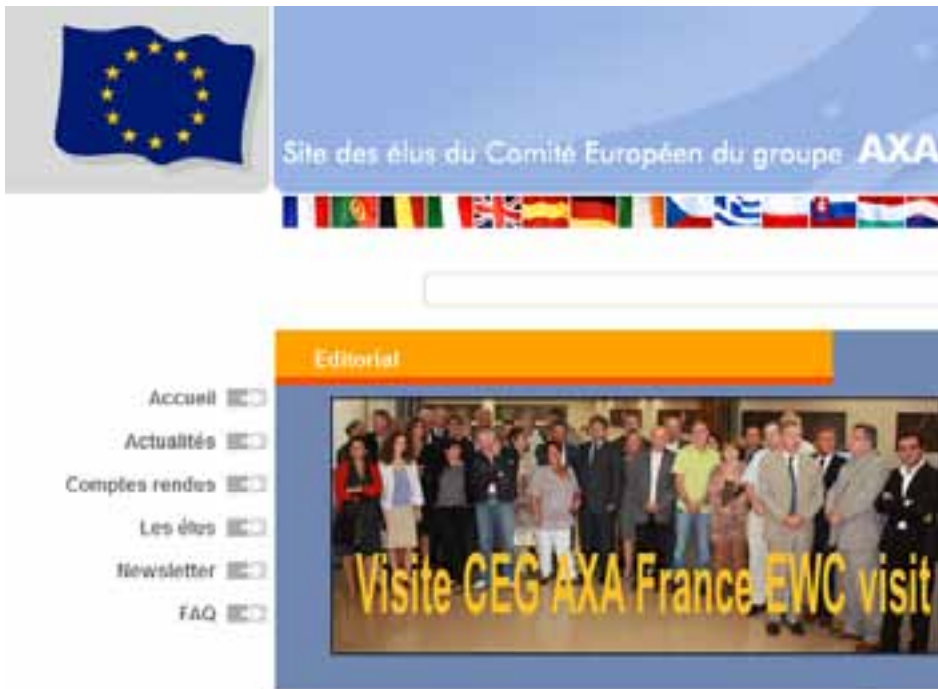 Site des élus du Comité Européen du groupe AXA
Editorial
Accueil
Actualités
Comptes rendus
Les élus
Newsletter
FAQ
Visite CEG AXA France EWC visit